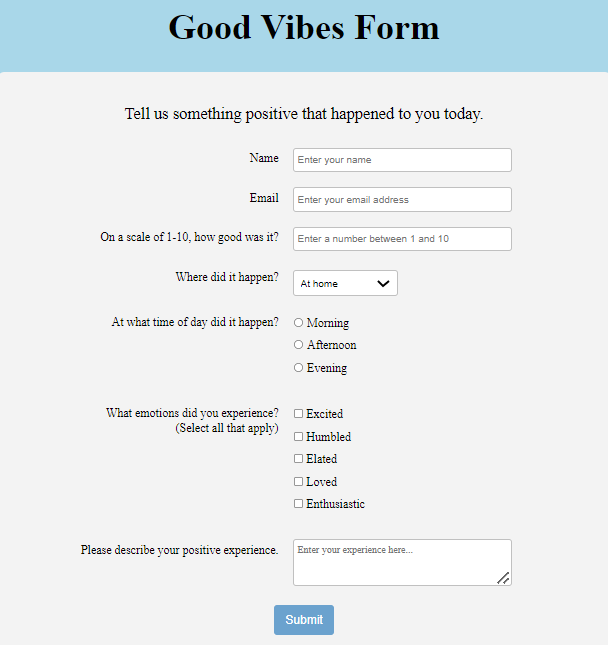 Good Vibes Form
Tell us something positive that happened to you today.
Name
Enter your name
Email
Enter your email address
On a scale of 1-10, how good was it?
Enter a number between 1 and 10
Where did it happen?
At home
At what time of day did it happen?
Morning
Afternoon
Evening
What emotions did you experience?
(Select all that apply)
Excited
Humbled
Elated
Loved
Enthusiastic
Please describe your positive experience.
Enter your experience here...
Submit